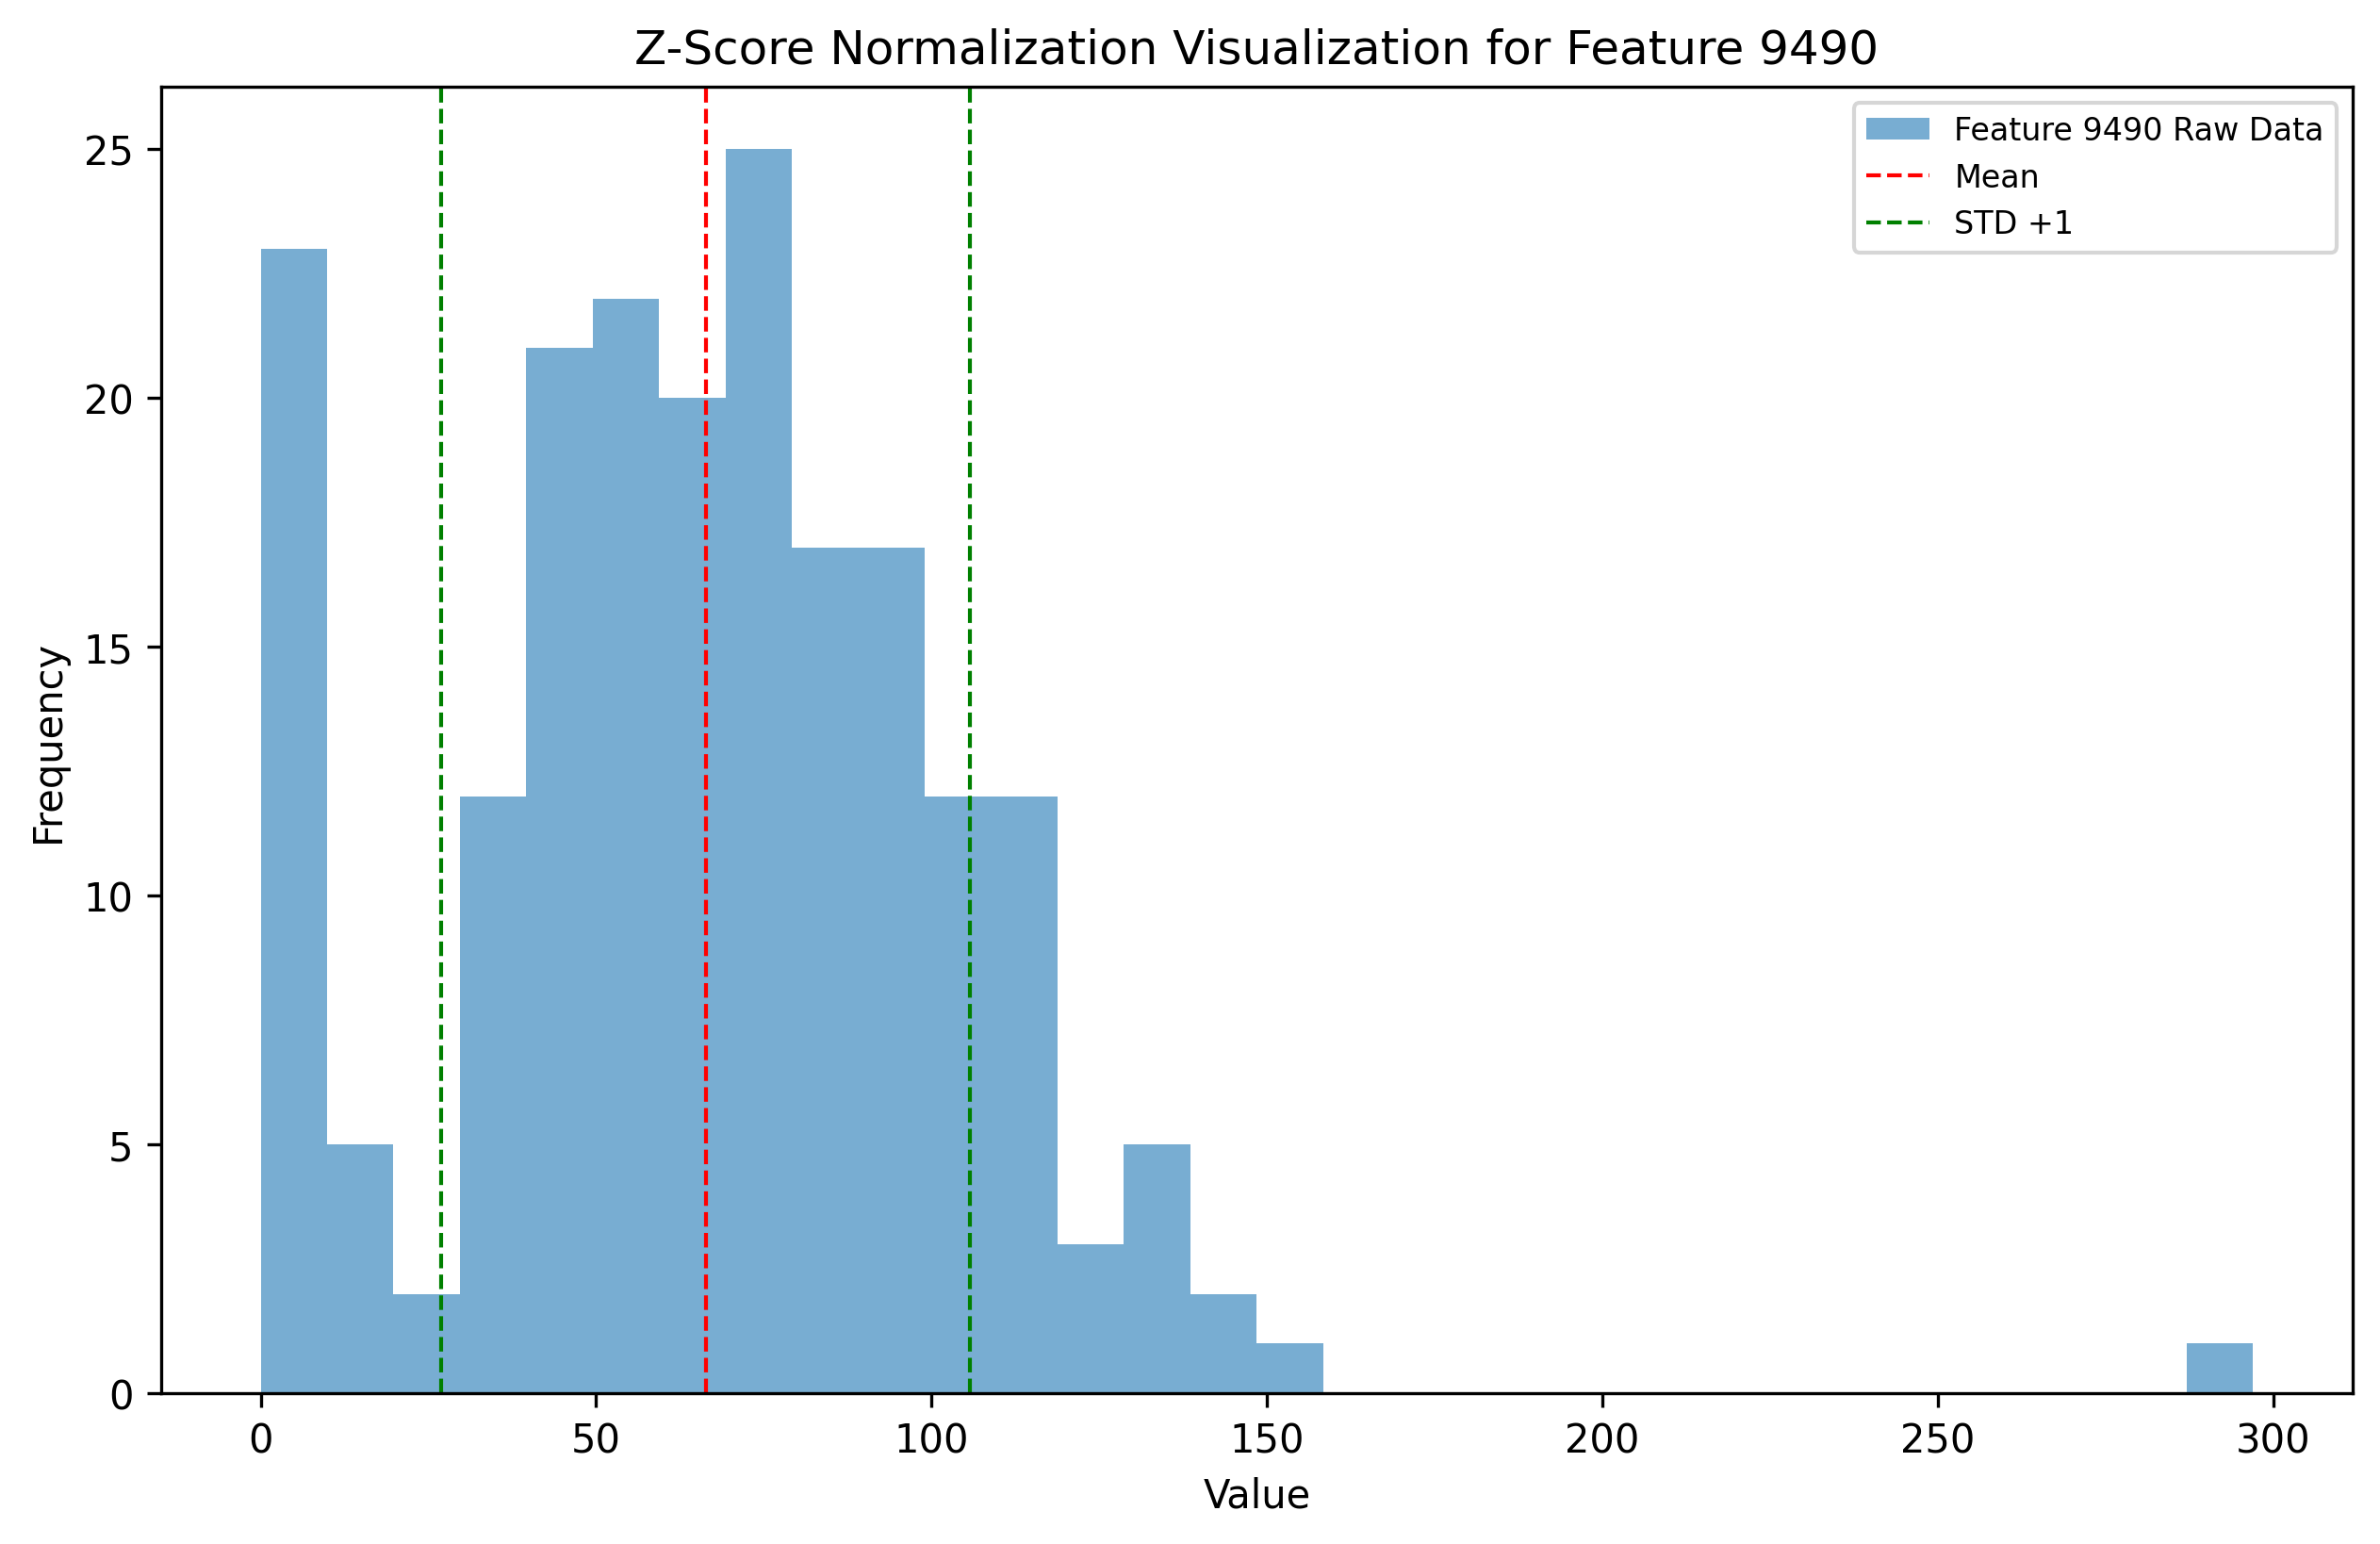 Z-Score Normalization Visualization for Feature 9490
Feature 9490 Raw Data
Mean
STD +1
25
20
15
10
5
0
Frequency
0 50 100 150 200 250 300
Value